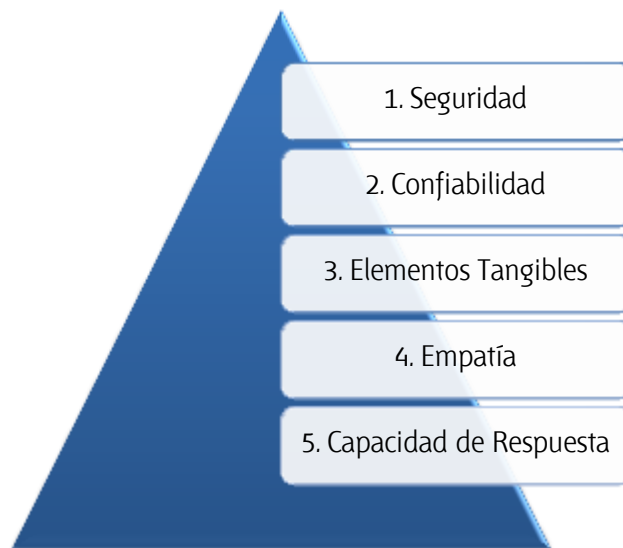 1. Seguridad
2. Confiabilidad
3. Elementos Tangibles
4. Empatía
5. Capacidad de Respuesta